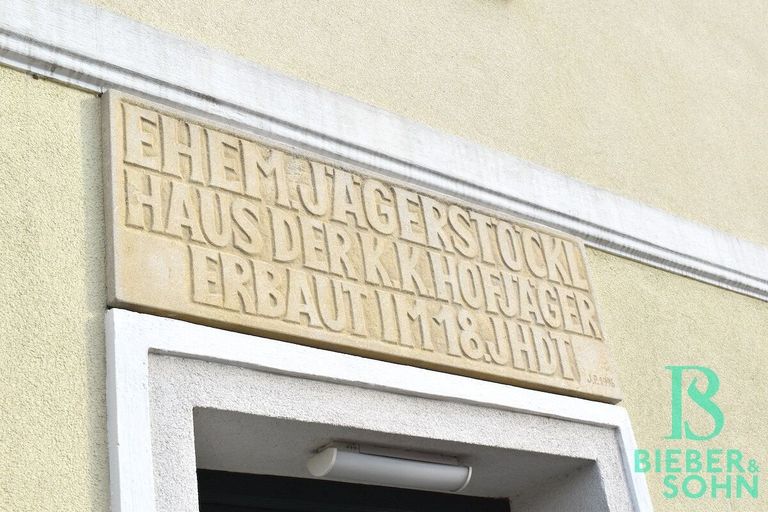 EHEM. JÄGERSTÖCKL
HAUS DER K.K. HOFJÄGER
ERBAUT IM 18. JHDT
BIEBER&
SOHN